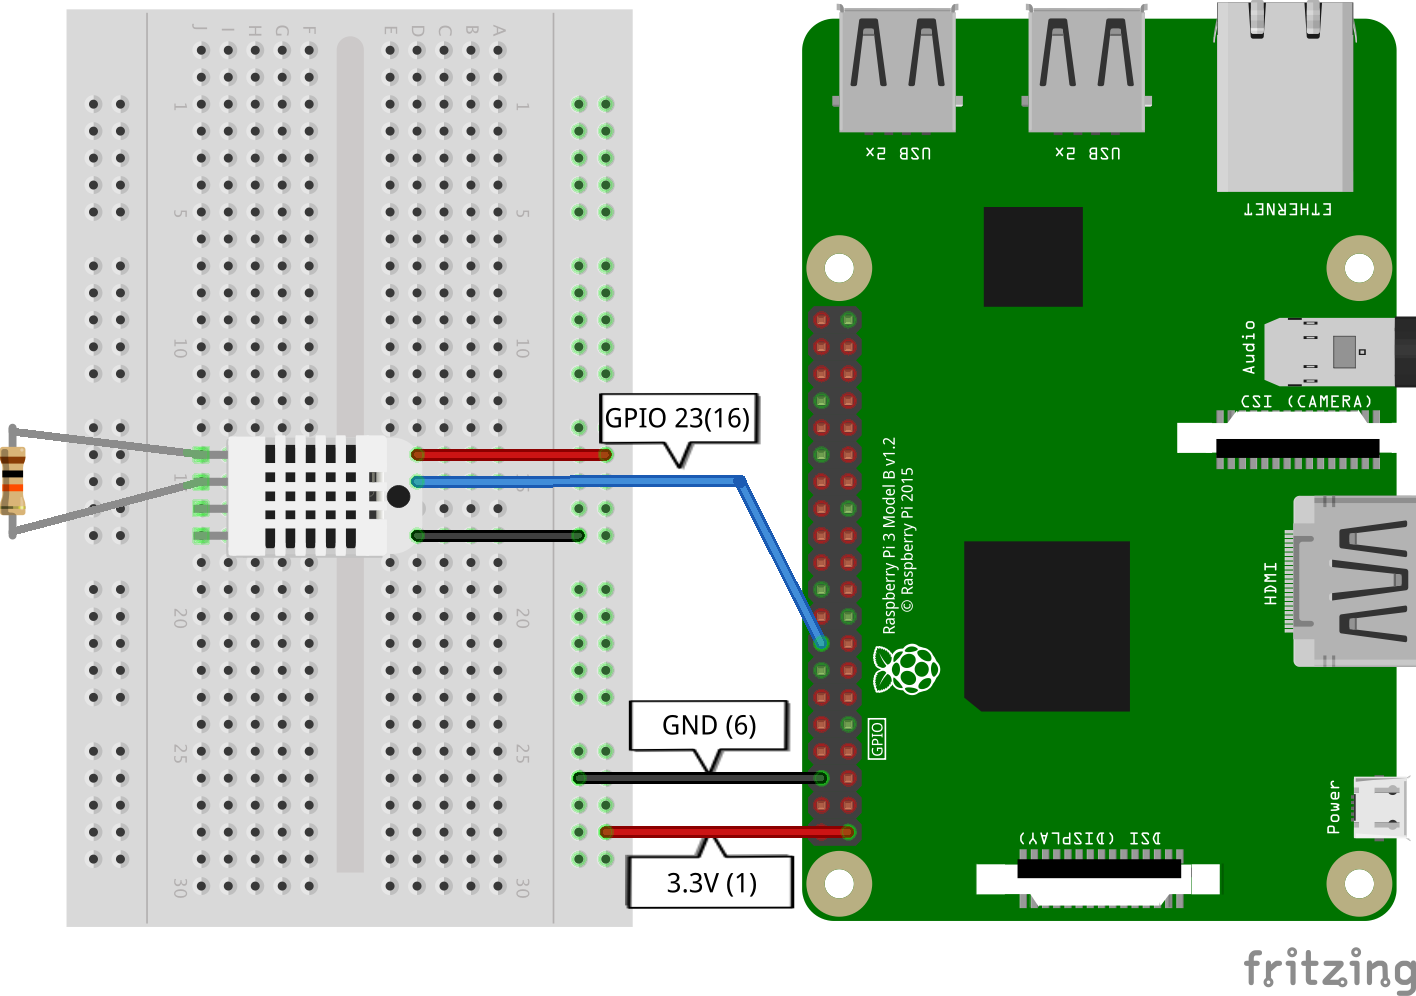 J I H G F E D C B A
1 1
5 5
10 10
20 20
25 25
30 30
USB 2x
USB 2x
ETHERNET
Audio
CSI (CAMERA)
GPIO 23(16)
Raspberry Pi 3 Model B v1.2
© Raspberry Pi 2015
HDMI
GND (6)
GPIO
Power
DSI (DISPLAY)
3.3V (1)
fritzing